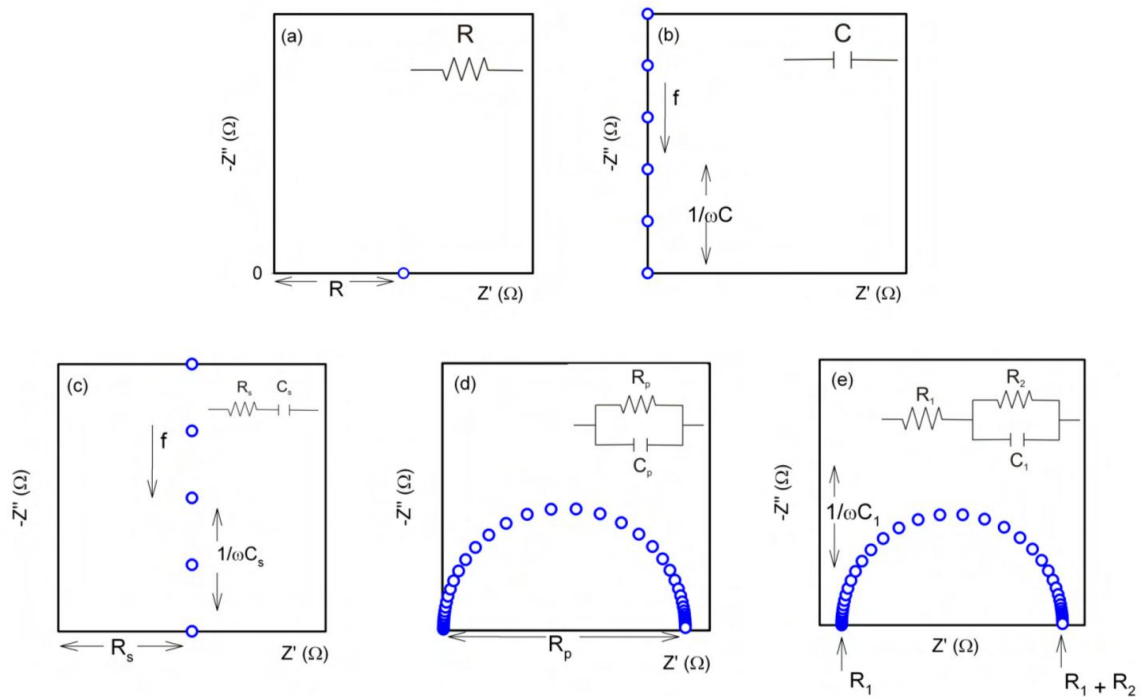 (a)
R
-Z'' (Ω)
0
R
Z' (Ω)
(b)
C
f
-Z'' (Ω)
1/ωC
Z' (Ω)
(c)
Rₛ Cₛ
f
-Z'' (Ω)
1/ωCₛ
Rₛ
Z' (Ω)
(d)
Rₚ
Cₚ
-Z'' (Ω)
Rₚ
Z' (Ω)
(e)
R₁
R₂
C₁
-Z'' (Ω)
1/ωC₁
Z' (Ω)
R₁
R₁ + R₂